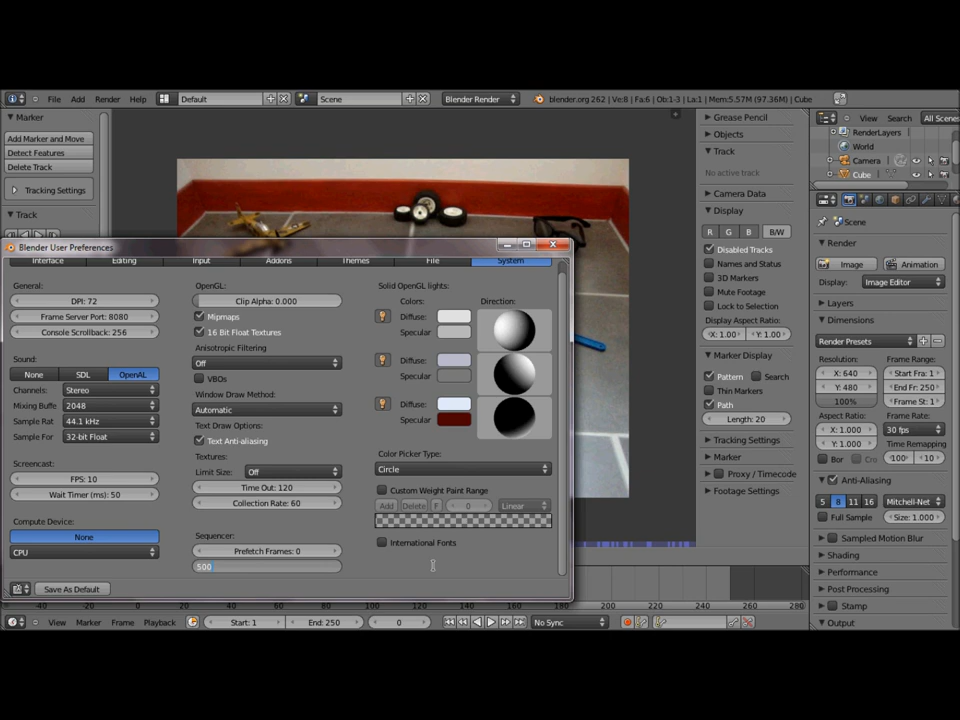 File Add Render Help Default Scene Blender Render blender.org 262 | Ve:8 | Fa:6 | Ob:1-3 | La:1 | Mem:5.57M (97.36M) | Cube
Marker
Add Marker and Move
Detect Features
Delete Track
Tracking Settings
Track
Grease Pencil
Objects
Track
No active track
Camera Data
Display
R G B B/W
Disabled Tracks
Names and Status
3D Markers
Mute Footage
Lock to Selection
Display Aspect Ratio:
X: 1.00 Y: 1.00
Marker Display
Pattern Search
Thin Markers
Path
Length: 20
Tracking Settings
Marker
Proxy / Timecode
Footage Settings
View Search All Scenes
RenderLayers
World
Camera
Cube
Scene
Render
Image Animation
Display: Image Editor
Layers
Dimensions
Render Presets
Resolution: Frame Range:
X: 640 Start Fra: 1
Y: 480 End Fr: 250
100% Frame St: 1
Aspect Ratio: Frame Rate:
X: 1.000 30 fps
Y: 1.000 Time Remapping
Bor Cro 100 10
Anti-Aliasing
5 8 11 16 Mitchell-Net
Full Sample Size: 1.000
Sampled Motion Blur
Shading
Performance
Post Processing
Stamp
Output
Blender User Preferences
Interface Editing Input Addons Themes File System
General:
DPI: 72
Frame Server Port: 8080
Console Scrollback: 256
Sound:
None SDL OpenAL
Channels: Stereo
Mixing Buffe 2048
Sample Rat 44.1 kHz
Sample For 32-bit Float
Screencast:
FPS: 10
Wait Timer (ms): 50
Compute Device:
None
CPU
OpenGL:
Clip Alpha: 0.000
Mipmaps
16 Bit Float Textures
Anisotropic Filtering
Off
VBOs
Window Draw Method:
Automatic
Text Draw Options:
Text Anti-aliasing
Textures:
Limit Size: Off
Time Out: 120
Collection Rate: 60
Sequencer:
Prefetch Frames: 0
500
Solid OpenGL lights:
Colors: Direction:
Diffuse:
Specular
Diffuse:
Specular
Diffuse:
Specular
Color Picker Type:
Circle
Custom Weight Paint Range
Add Delete F 0 Linear
International Fonts
Save As Default
-40 -20 0 20 40 60 80 100 120 140 160 180 200 220 240 260 280
View Marker Frame Playback Start: 1 End: 250 0 No Sync